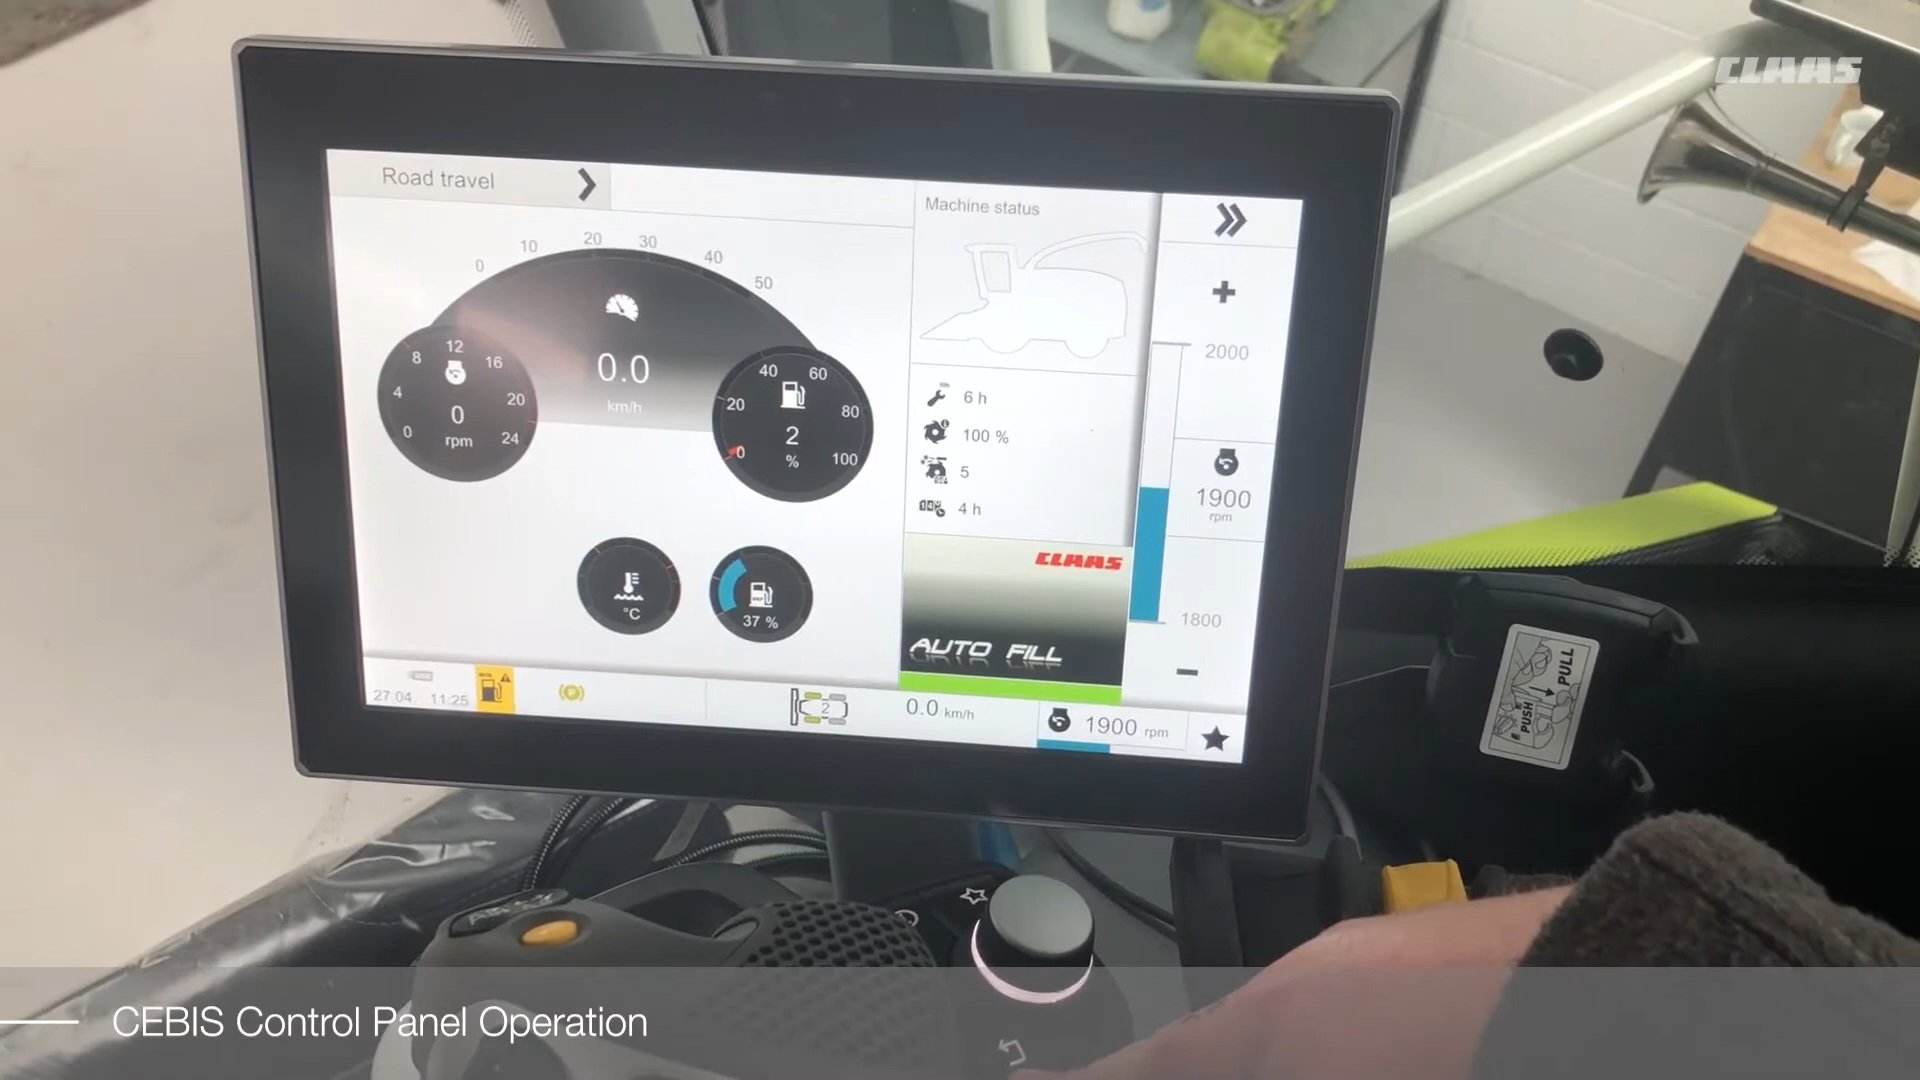 CLAAS
Road travel
Machine status
0 10 20 30 40 50
0.0
km/h
0 4 8 12 16 20 24
0
rpm
0 20 40 60 80 100
2
%
6 h
100 %
5
4 h
2000
1900
rpm
1800
°C
37 %
CLAAS
AUTO FILL
27.04. 11:25
2
0.0 km/h
1900 rpm
PULL
PUSH
CEBIS Control Panel Operation